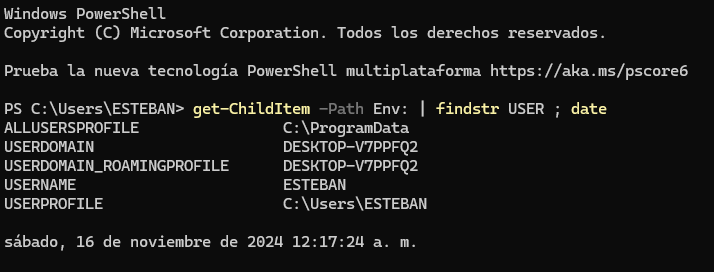 Windows PowerShell
Copyright (C) Microsoft Corporation. Todos los derechos reservados.
Prueba la nueva tecnología PowerShell multiplataforma https://aka.ms/pscore6
PS C:\Users\ESTEBAN> get-ChildItem -Path Env: | findstr USER ; date
ALLUSERSPROFILE C:\ProgramData
USERDOMAIN DESKTOP-V7PPFQ2
USERDOMAIN_ROAMINGPROFILE DESKTOP-V7PPFQ2
USERNAME ESTEBAN
USERPROFILE C:\Users\ESTEBAN
sábado, 16 de noviembre de 2024 12:17:24 a. m.